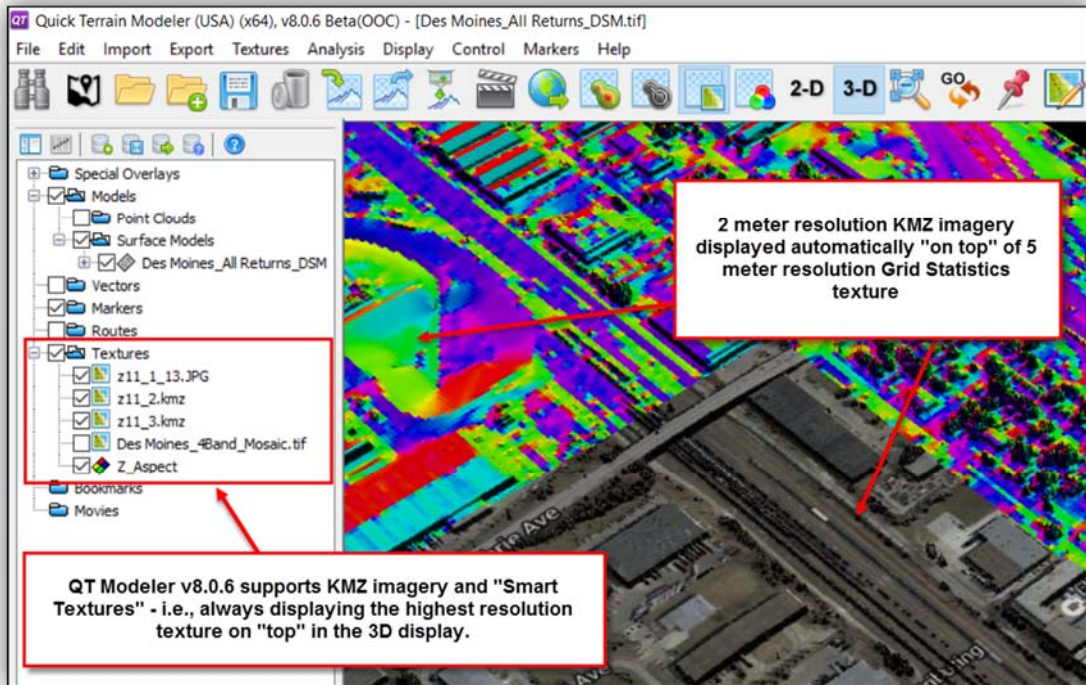 QT Quick Terrain Modeler (USA) (x64), v8.0.6 Beta(OOC) - [Des Moines_All Returns_DSM.tif]
File Edit Import Export Textures Analysis Display Control Markers Help
2-D 3-D GO
Special Overlays
Models
Point Clouds
Surface Models
Des Moines_All Returns_DSM
Vectors
Markers
Routes
Textures
z11_1_13.JPG
z11_2.kmz
z11_3.kmz
Des Moines_4Band_Mosaic.tif
Z_Aspect
Bookmarks
Movies
2 meter resolution KMZ imagery
displayed automatically "on top" of 5
meter resolution Grid Statistics
texture
Ave
QT Modeler v8.0.6 supports KMZ imagery and "Smart
Textures" - i.e., always displaying the highest resolution
texture on "top" in the 3D display.